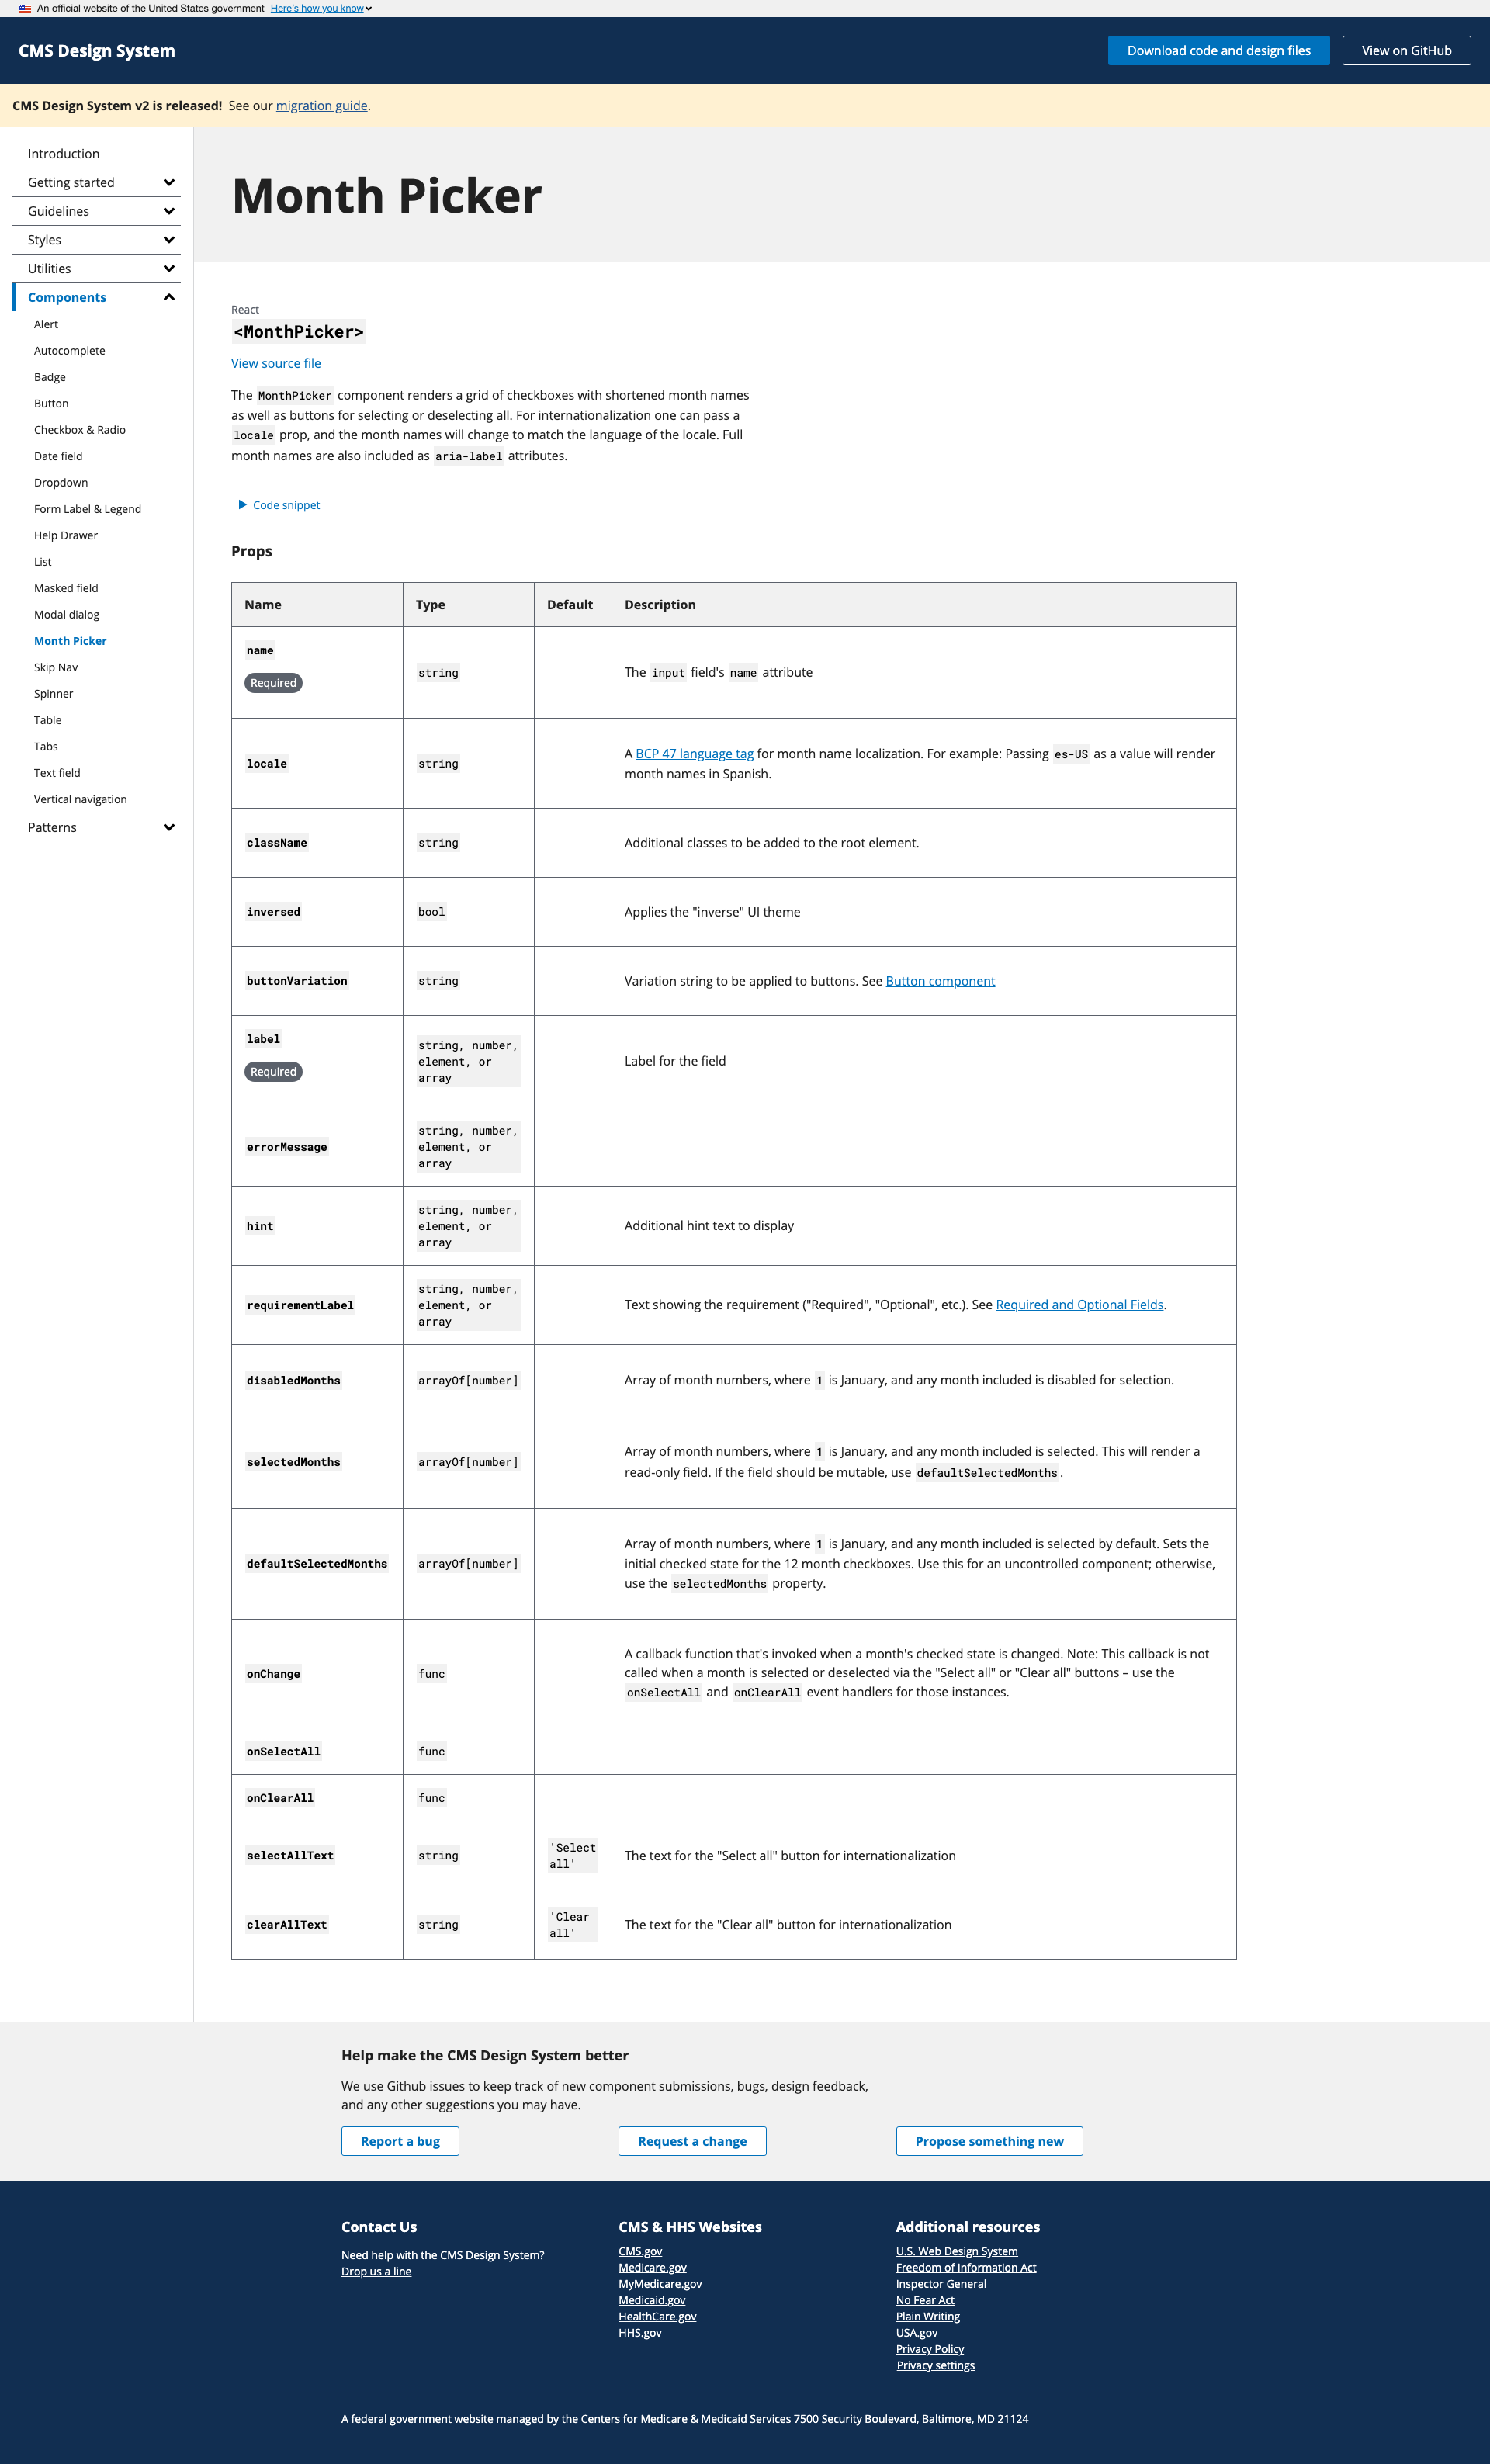 An official website of the United States government Here's how you know
CMS Design System
Download code and design files
View on GitHub
CMS Design System v2 is released! See our migration guide.
Introduction
Getting started
Guidelines
Styles
Utilities
Components
Alert
Autocomplete
Badge
Button
Checkbox & Radio
Date field
Dropdown
Form Label & Legend
Help Drawer
List
Masked field
Modal dialog
Month Picker
Skip Nav
Spinner
Table
Tabs
Text field
Vertical navigation
Patterns
Month Picker
React
<MonthPicker>
View source file
The MonthPicker component renders a grid of checkboxes with shortened month names
as well as buttons for selecting or deselecting all. For internationalization one can pass a
locale prop, and the month names will change to match the language of the locale. Full
month names are also included as aria-label attributes.
Code snippet
Props
Name Type Default Description
name
Required
string
The input field's name attribute
locale
string
A BCP 47 language tag for month name localization. For example: Passing es-US as a value will render
month names in Spanish.
className
string
Additional classes to be added to the root element.
inversed
bool
Applies the "inverse" UI theme
buttonVariation
string
Variation string to be applied to buttons. See Button component
label
Required
string, number,
element, or
array
Label for the field
errorMessage
string, number,
element, or
array
hint
string, number,
element, or
array
Additional hint text to display
requirementLabel
string, number,
element, or
array
Text showing the requirement ("Required", "Optional", etc.). See Required and Optional Fields.
disabledMonths
arrayOf[number]
Array of month numbers, where 1 is January, and any month included is disabled for selection.
selectedMonths
arrayOf[number]
Array of month numbers, where 1 is January, and any month included is selected. This will render a
read-only field. If the field should be mutable, use defaultSelectedMonths.
defaultSelectedMonths
arrayOf[number]
Array of month numbers, where 1 is January, and any month included is selected by default. Sets the
initial checked state for the 12 month checkboxes. Use this for an uncontrolled component; otherwise,
use the selectedMonths property.
onChange
func
A callback function that's invoked when a month's checked state is changed. Note: This callback is not
called when a month is selected or deselected via the "Select all" or "Clear all" buttons – use the
onSelectAll and onClearAll event handlers for those instances.
onSelectAll
func
onClearAll
func
selectAllText
string
'Select
all'
The text for the "Select all" button for internationalization
clearAllText
string
'Clear
all'
The text for the "Clear all" button for internationalization
Help make the CMS Design System better
We use Github issues to keep track of new component submissions, bugs, design feedback,
and any other suggestions you may have.
Report a bug
Request a change
Propose something new
Contact Us
Need help with the CMS Design System?
Drop us a line
CMS & HHS Websites
CMS.gov
Medicare.gov
MyMedicare.gov
Medicaid.gov
HealthCare.gov
HHS.gov
Additional resources
U.S. Web Design System
Freedom of Information Act
Inspector General
No Fear Act
Plain Writing
USA.gov
Privacy Policy
Privacy settings
A federal government website managed by the Centers for Medicare & Medicaid Services 7500 Security Boulevard, Baltimore, MD 21124